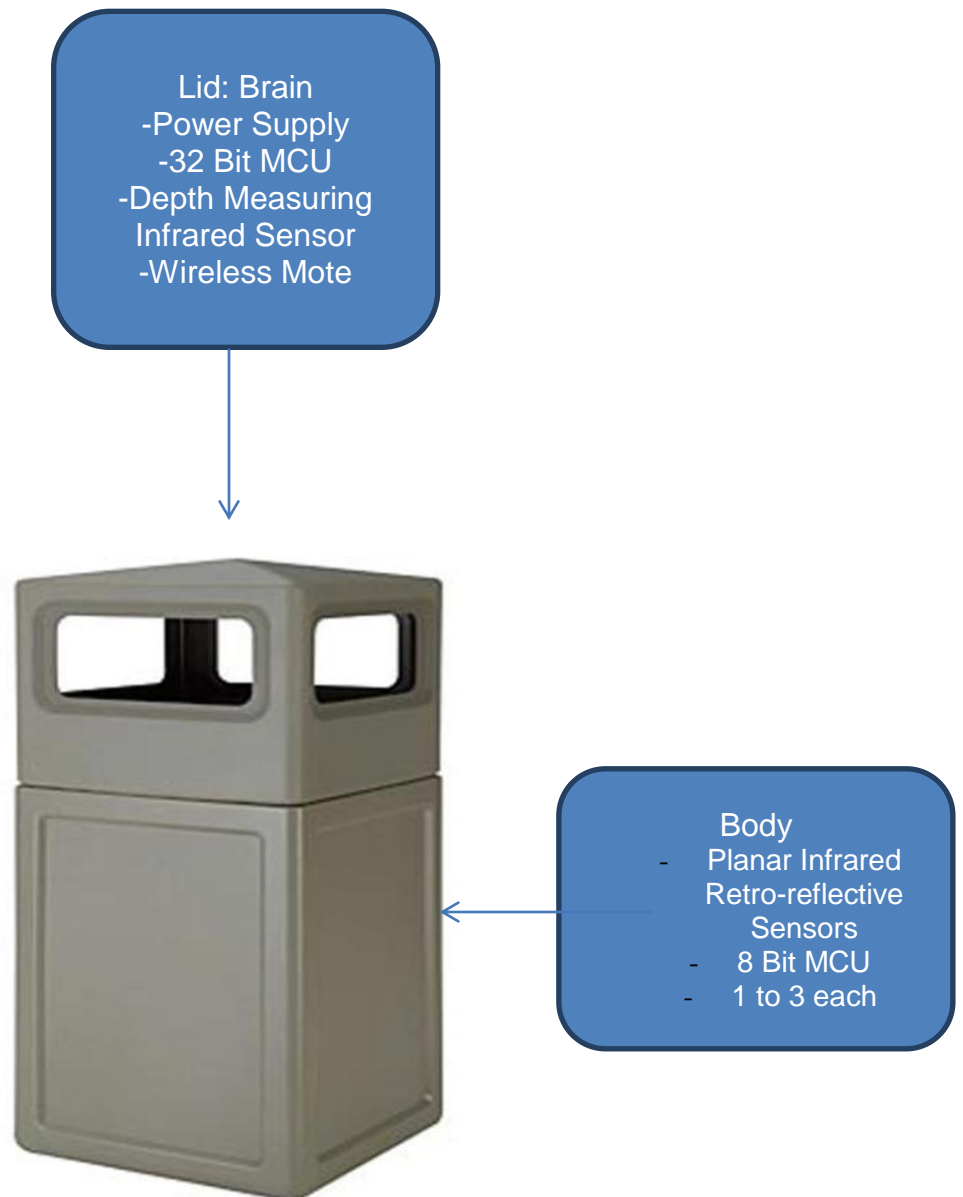 Lid: Brain
-Power Supply
-32 Bit MCU
-Depth Measuring
Infrared Sensor
-Wireless Mote
Body
- Planar Infrared
Retro-reflective
Sensors
- 8 Bit MCU
- 1 to 3 each